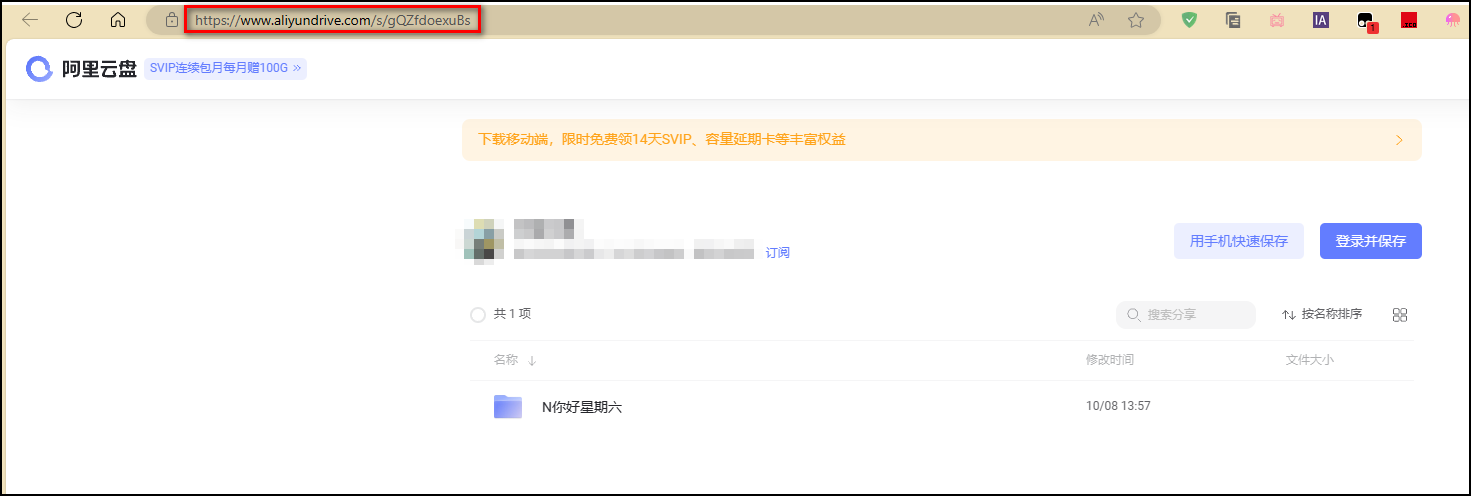 https://www.aliyundrive.com/s/gQZfdoexuBs
IA
1
阿里云盘 SVIP连续包月每月赠100G »
下载移动端，限时免费领14天SVIP、容量延期卡等丰富权益
订阅
用手机快速保存 登录并保存
共 1 项
搜索分享 按名称排序
名称 修改时间 文件大小
N你好星期六 10/08 13:57